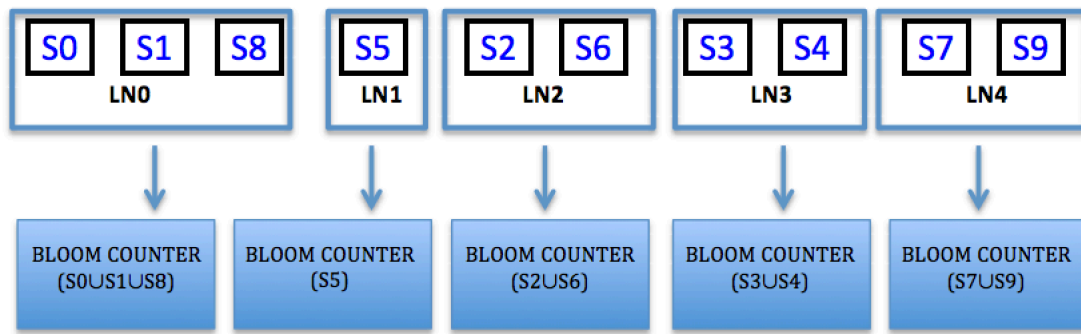 S0 S1 S8 S5 S2 S6 S3 S4 S7 S9
LN0 LN1 LN2 LN3 LN4
BLOOM COUNTER
(S0∪S1∪S8)
BLOOM COUNTER
(S5)
BLOOM COUNTER
(S2∪S6)
BLOOM COUNTER
(S3∪S4)
BLOOM COUNTER
(S7∪S9)